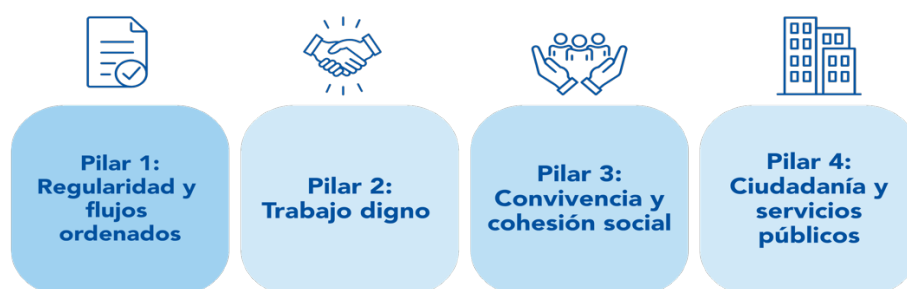 Pilar 1:
Regularidad y
flujos
ordenados
Pilar 2:
Trabajo digno
Pilar 3:
Convivencia y
cohesión social
Pilar 4:
Ciudadanía y
servicios
públicos